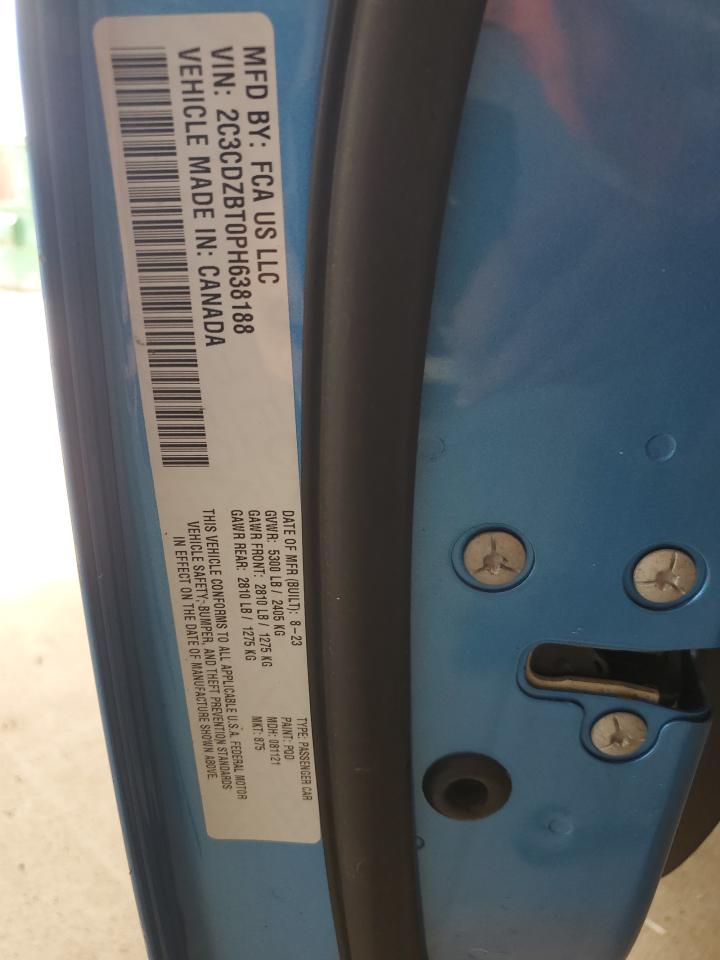 MFD BY: FCA US LLC
VIN: 2C3CDZBT0PH638188
VEHICLE MADE IN: CANADA
DATE OF MFR (BUILT): 8-23
GVWR: 5300 LB / 2405 KG
GAWR FRONT: 2810 LB / 1275 KG
GAWR REAR: 2810 LB / 1275 KG
THIS VEHICLE CONFORMS TO ALL APPLICABLE U.S.A. FEDERAL MOTOR
VEHICLE SAFETY, BUMPER, AND THEFT PREVENTION STANDARDS
IN EFFECT ON THE DATE OF MANUFACTURE SHOWN ABOVE.
TYPE: PASSENGER CAR
PAINT: PQD
MDH: 081121
MKT: 875